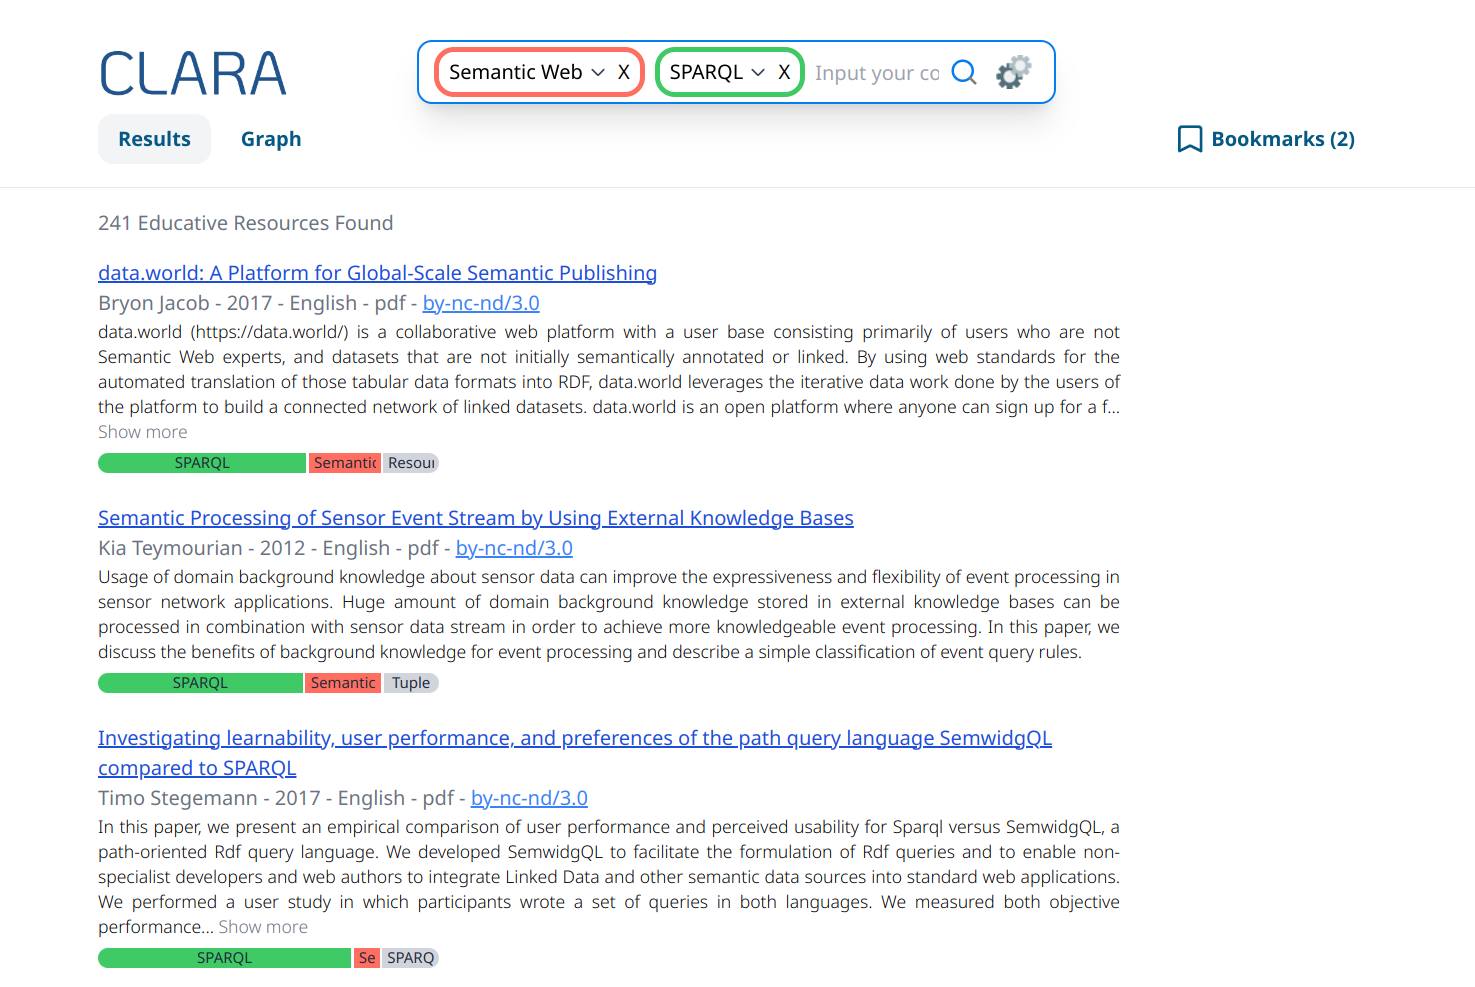 CLARA
Semantic Web X SPARQL X Input your co
Results Graph Bookmarks (2)
241 Educative Resources Found
data.world: A Platform for Global-Scale Semantic Publishing
Bryon Jacob - 2017 - English - pdf - by-nc-nd/3.0
data.world (https://data.world/) is a collaborative web platform with a user base consisting primarily of users who are not
Semantic Web experts, and datasets that are not initially semantically annotated or linked. By using web standards for the
automated translation of those tabular data formats into RDF, data.world leverages the iterative data work done by the users of
the platform to build a connected network of linked datasets. data.world is an open platform where anyone can sign up for a f...
Show more
SPARQL Semantic Resour
Semantic Processing of Sensor Event Stream by Using External Knowledge Bases
Kia Teymourian - 2012 - English - pdf - by-nc-nd/3.0
Usage of domain background knowledge about sensor data can improve the expressiveness and flexibility of event processing in
sensor network applications. Huge amount of domain background knowledge stored in external knowledge bases can be
processed in combination with sensor data stream in order to achieve more knowledgeable event processing. In this paper, we
discuss the benefits of background knowledge for event processing and describe a simple classification of event query rules.
SPARQL Semantic Tuple
Investigating learnability, user performance, and preferences of the path query language SemwidgQL
compared to SPARQL
Timo Stegemann - 2017 - English - pdf - by-nc-nd/3.0
In this paper, we present an empirical comparison of user performance and perceived usability for Sparql versus SemwidgQL, a
path-oriented Rdf query language. We developed SemwidgQL to facilitate the formulation of Rdf queries and to enable non-
specialist developers and web authors to integrate Linked Data and other semantic data sources into standard web applications.
We performed a user study in which participants wrote a set of queries in both languages. We measured both objective
performance... Show more
SPARQL Se SPARQ